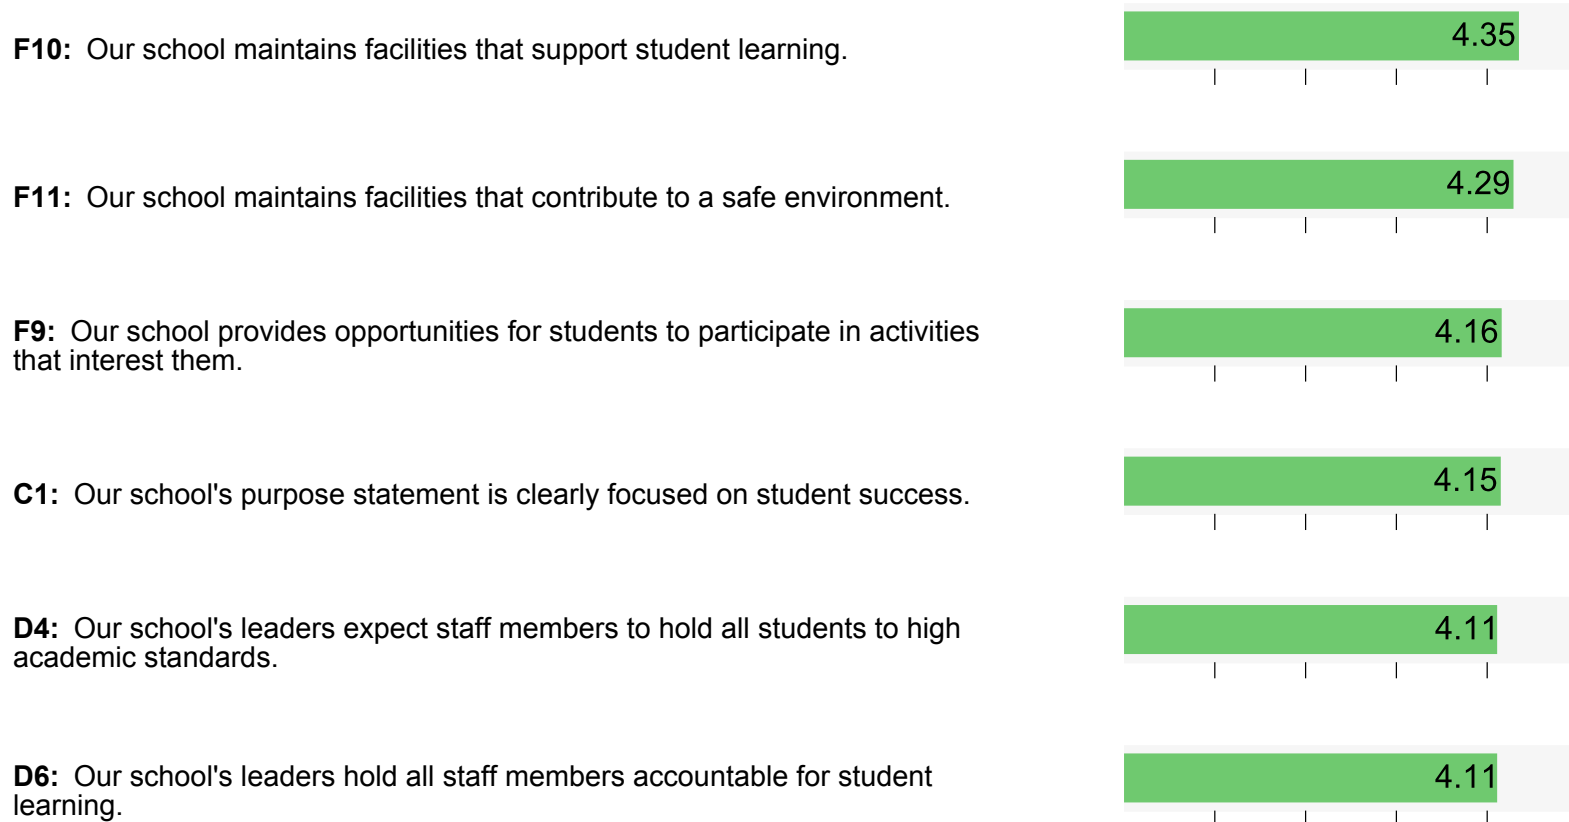 F10: Our school maintains facilities that support student learning.
4.35
F11: Our school maintains facilities that contribute to a safe environment.
4.29
F9: Our school provides opportunities for students to participate in activities
that interest them.
4.16
C1: Our school's purpose statement is clearly focused on student success.
4.15
D4: Our school's leaders expect staff members to hold all students to high
academic standards.
4.11
D6: Our school's leaders hold all staff members accountable for student
learning.
4.11